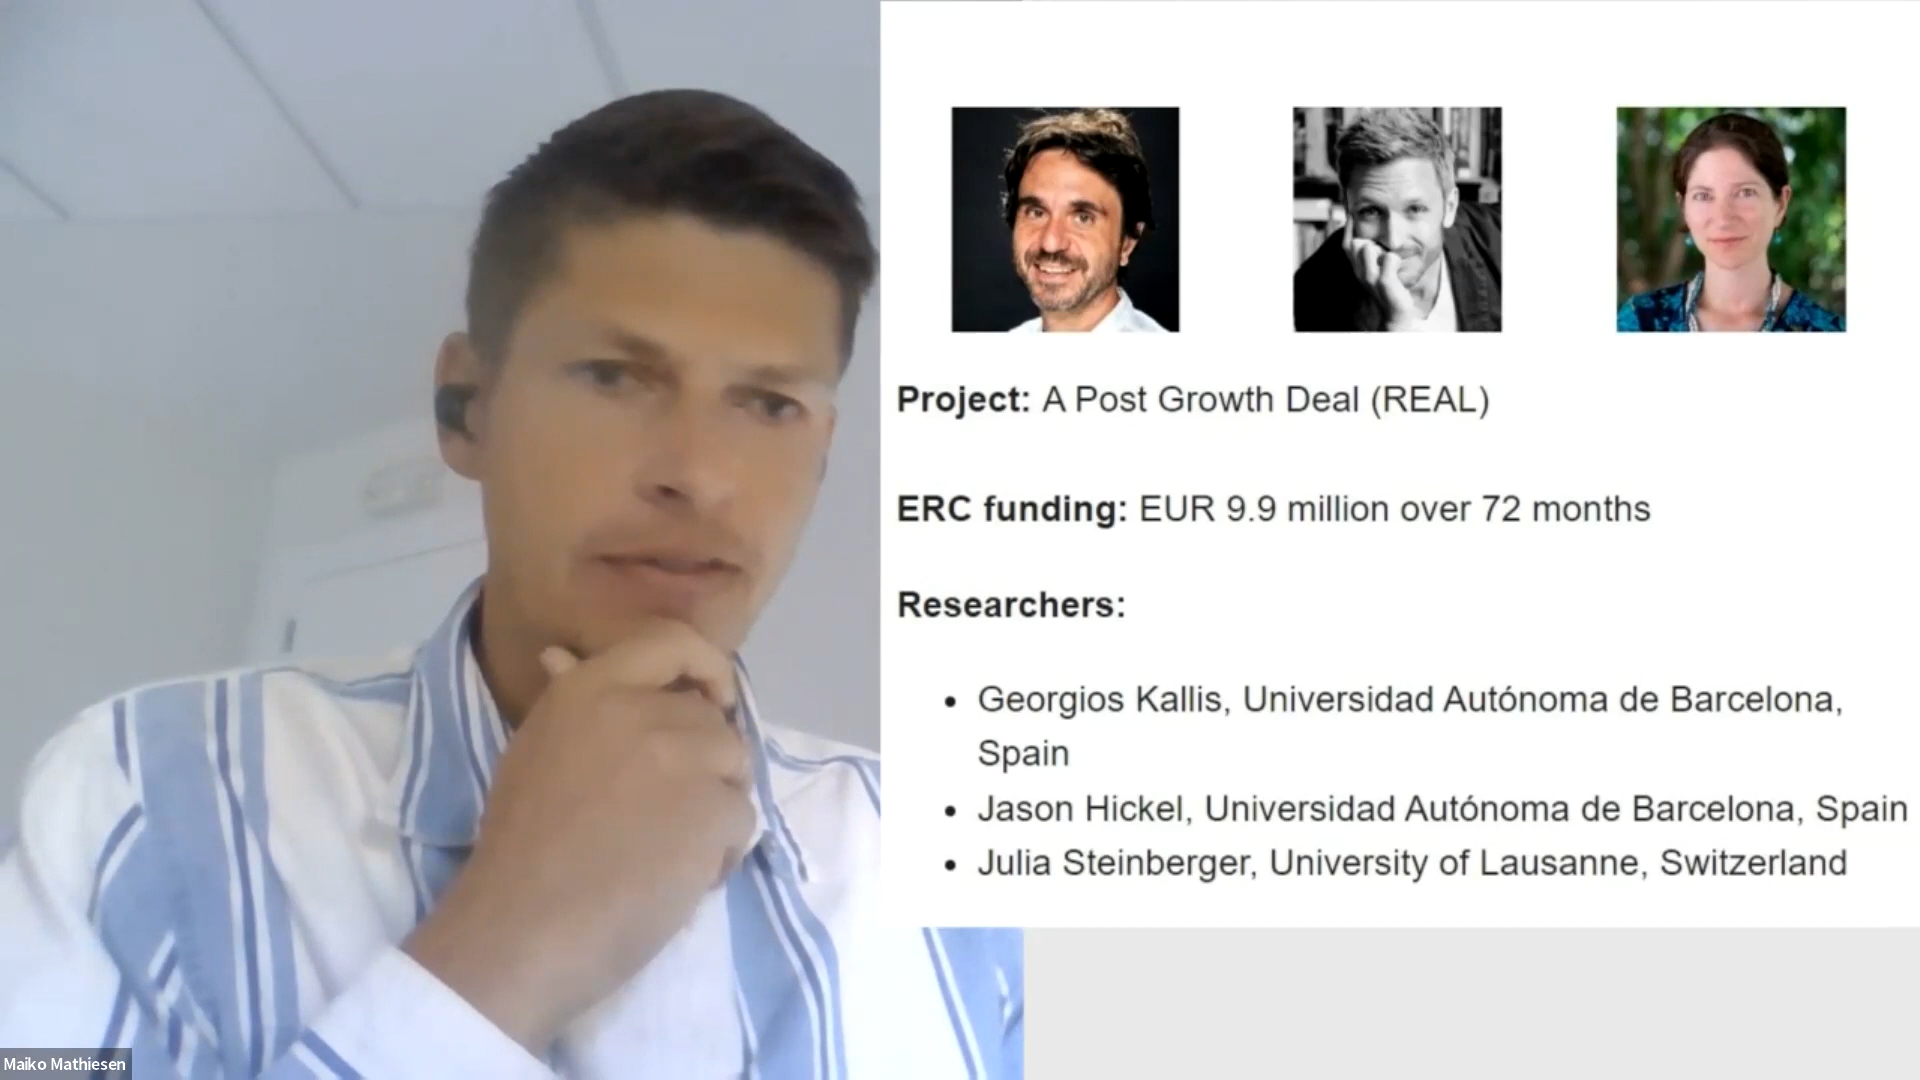 Project: A Post Growth Deal (REAL)
ERC funding: EUR 9.9 million over 72 months
Researchers:
• Georgios Kallis, Universidad Autónoma de Barcelona,
Spain
• Jason Hickel, Universidad Autónoma de Barcelona, Spain
• Julia Steinberger, University of Lausanne, Switzerland
Maiko Mathiesen